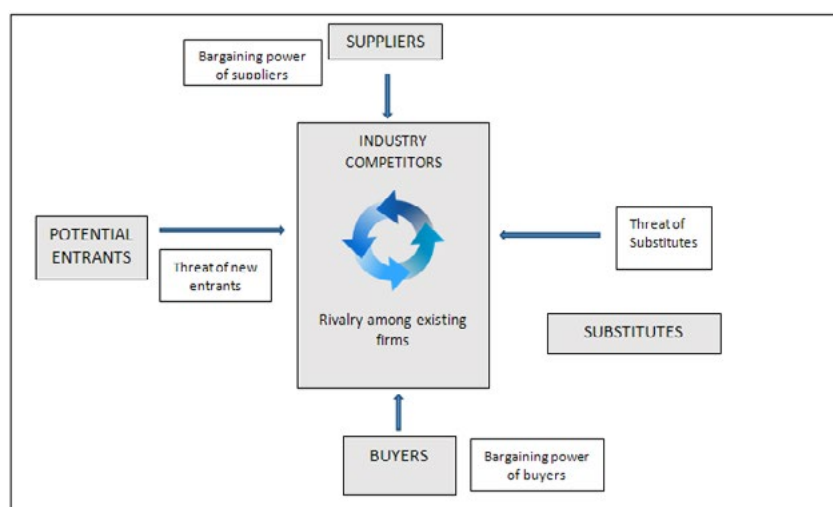 SUPPLIERS
Bargaining power
of suppliers
INDUSTRY
COMPETITORS
POTENTIAL
ENTRANTS
Threat of new
entrants
Threat of
Substitutes
Rivalry among existing
firms
SUBSTITUTES
BUYERS
Bargaining power
of buyers